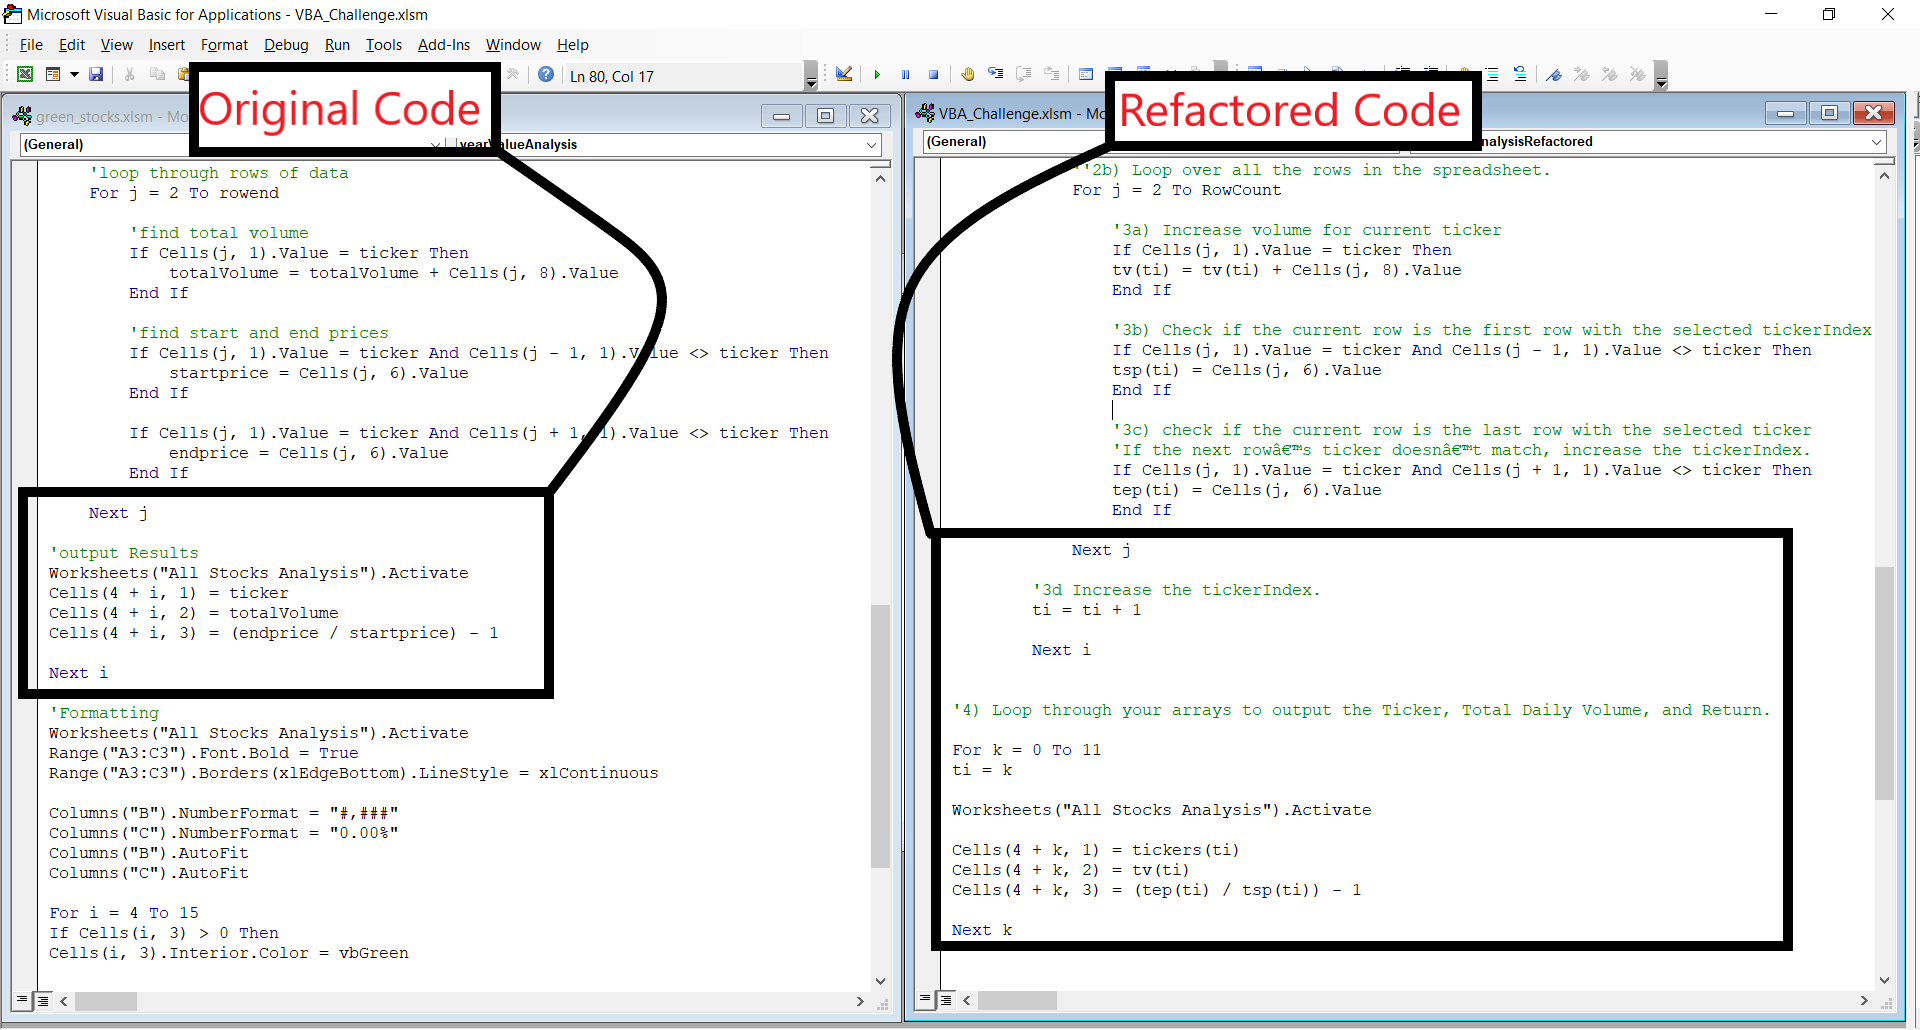 Microsoft Visual Basic for Applications - VBA_Challenge.xlsm
File Edit View Insert Format Debug Run Tools Add-Ins Window Help
Ln 80, Col 17
Original Code
green_stocks.xlsm - Mo
(General)
yearValueAnalysis
'loop through rows of data
For j = 2 To rowend
'find total volume
If Cells(j, 1).Value = ticker Then
totalVolume = totalVolume + Cells(j, 8).Value
End If
'find start and end prices
If Cells(j, 1).Value = ticker And Cells(j - 1, 1).Value <> ticker Then
startprice = Cells(j, 6).Value
End If
If Cells(j, 1).Value = ticker And Cells(j + 1, 1).Value <> ticker Then
endprice = Cells(j, 6).Value
End If
Next j
'output Results
Worksheets("All Stocks Analysis").Activate
Cells(4 + i, 1) = ticker
Cells(4 + i, 2) = totalVolume
Cells(4 + i, 3) = (endprice / startprice) - 1
Next i
'Formatting
Worksheets("All Stocks Analysis").Activate
Range("A3:C3").Font.Bold = True
Range("A3:C3").Borders(xlEdgeBottom).LineStyle = xlContinuous
Columns("B").NumberFormat = "#,###"
Columns("C").NumberFormat = "0.00%"
Columns("B").AutoFit
Columns("C").AutoFit
For i = 4 To 15
If Cells(i, 3) > 0 Then
Cells(i, 3).Interior.Color = vbGreen
Refactored Code
VBA_Challenge.xlsm - Mo
(General)
nalysisRefactored
''2b) Loop over all the rows in the spreadsheet.
For j = 2 To RowCount
'3a) Increase volume for current ticker
If Cells(j, 1).Value = ticker Then
tv(ti) = tv(ti) + Cells(j, 8).Value
End If
'3b) Check if the current row is the first row with the selected tickerIndex
If Cells(j, 1).Value = ticker And Cells(j - 1, 1).Value <> ticker Then
tsp(ti) = Cells(j, 6).Value
End If
'3c) check if the current row is the last row with the selected ticker
'If the next rowâ€™s ticker doesnâ€™t match, increase the tickerIndex.
If Cells(j, 1).Value = ticker And Cells(j + 1, 1).Value <> ticker Then
tep(ti) = Cells(j, 6).Value
End If
Next j
'3d Increase the tickerIndex.
ti = ti + 1
Next i
'4) Loop through your arrays to output the Ticker, Total Daily Volume, and Return.
For k = 0 To 11
ti = k
Worksheets("All Stocks Analysis").Activate
Cells(4 + k, 1) = tickers(ti)
Cells(4 + k, 2) = tv(ti)
Cells(4 + k, 3) = (tep(ti) / tsp(ti)) - 1
Next k